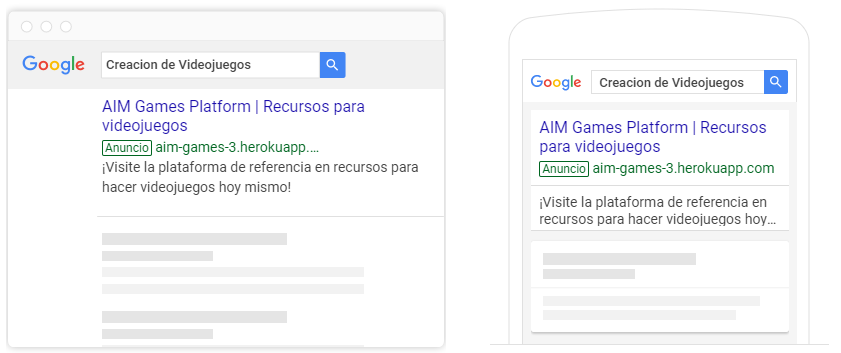 Google
Creacion de Videojuegos
AIM Games Platform | Recursos para
videojuegos
Anuncio aim-games-3.herokuapp....
¡Visite la plataforma de referencia en recursos para
hacer videojuegos hoy mismo!
Google
Creacion de Videojuegos
AIM Games Platform | Recursos
para videojuegos
Anuncio aim-games-3.herokuapp.com
¡Visite la plataforma de referencia en
recursos para hacer videojuegos hoy...